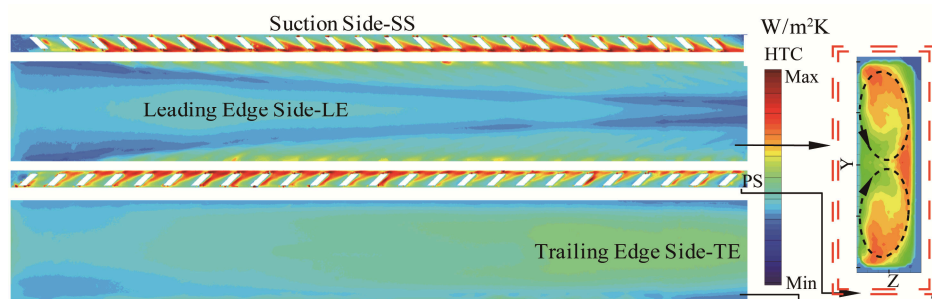 Suction Side-SS
W/m²K
HTC
Max
Leading Edge Side-LE
Y
PS
Trailing Edge Side-TE
Min
Z